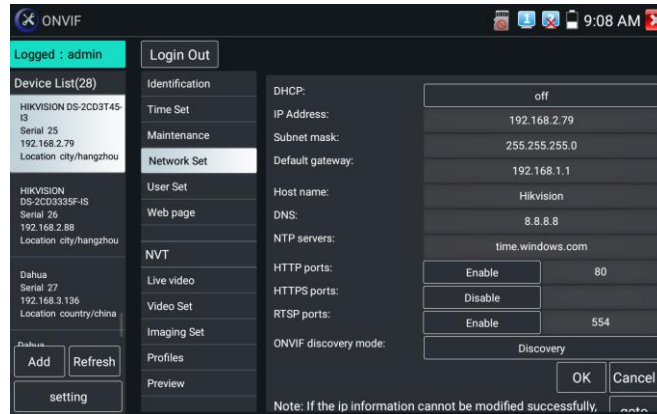 ONVIF
9:08 AM
Logged : admin
Login Out
Device List(28)
HIKVISION DS-2CD3T45-
I3
Serial 25
192.168.2.79
Location city/hangzhou
HIKVISION
DS-2CD3335F-IS
Serial 26
192.168.2.88
Location city/hangzhou
Dahua
Serial 27
192.168.3.136
Location country/china
Dahua
Add
Refresh
setting
Identification
Time Set
Maintenance
Network Set
User Set
Web page
NVT
Live video
Video Set
Imaging Set
Profiles
Preview
DHCP: off
IP Address: 192.168.2.79
Subnet mask: 255.255.255.0
Default gateway: 192.168.1.1
Host name: Hikvision
DNS: 8.8.8.8
NTP servers: time.windows.com
HTTP ports: Enable 80
HTTPS ports: Disable
RTSP ports: Enable 554
ONVIF discovery mode: Discovery
OK
Cancel
Note: If the ip information cannot be modified successfully,